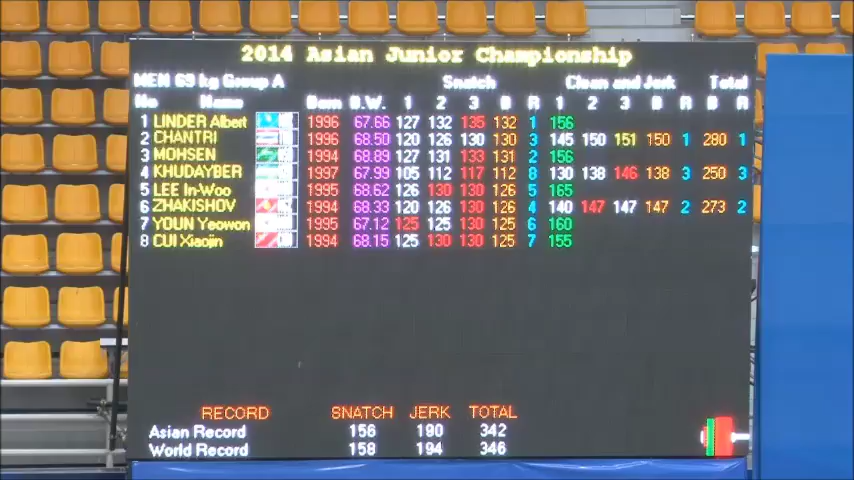 2014 Asian Junior Championship
MEN 69 kg Group A Snatch Clean and Jerk Total
No Name Born B.W. 1 2 3 B R 1 2 3 B R B R
1 LINDER Albert 1996 67.66 127 132 135 132 1 156
2 CHANTRI 1996 68.50 120 126 130 130 3 145 150 151 150 1 280 1
3 MOHSEN 1994 68.89 127 131 133 131 2 156
4 KHUDAYBER 1997 67.99 105 112 117 112 8 130 138 146 138 3 250 3
5 LEE In-Woo 1995 68.62 126 130 130 126 5 165
6 ZHAKISHOV 1994 68.33 120 126 130 126 4 140 147 147 147 2 273 2
7 YOUN Yeowon 1995 67.12 125 125 130 125 6 160
8 CUI Xiaojin 1994 68.15 125 130 130 125 7 155
RECORD SNATCH JERK TOTAL
Asian Record 156 190 342
World Record 158 194 346